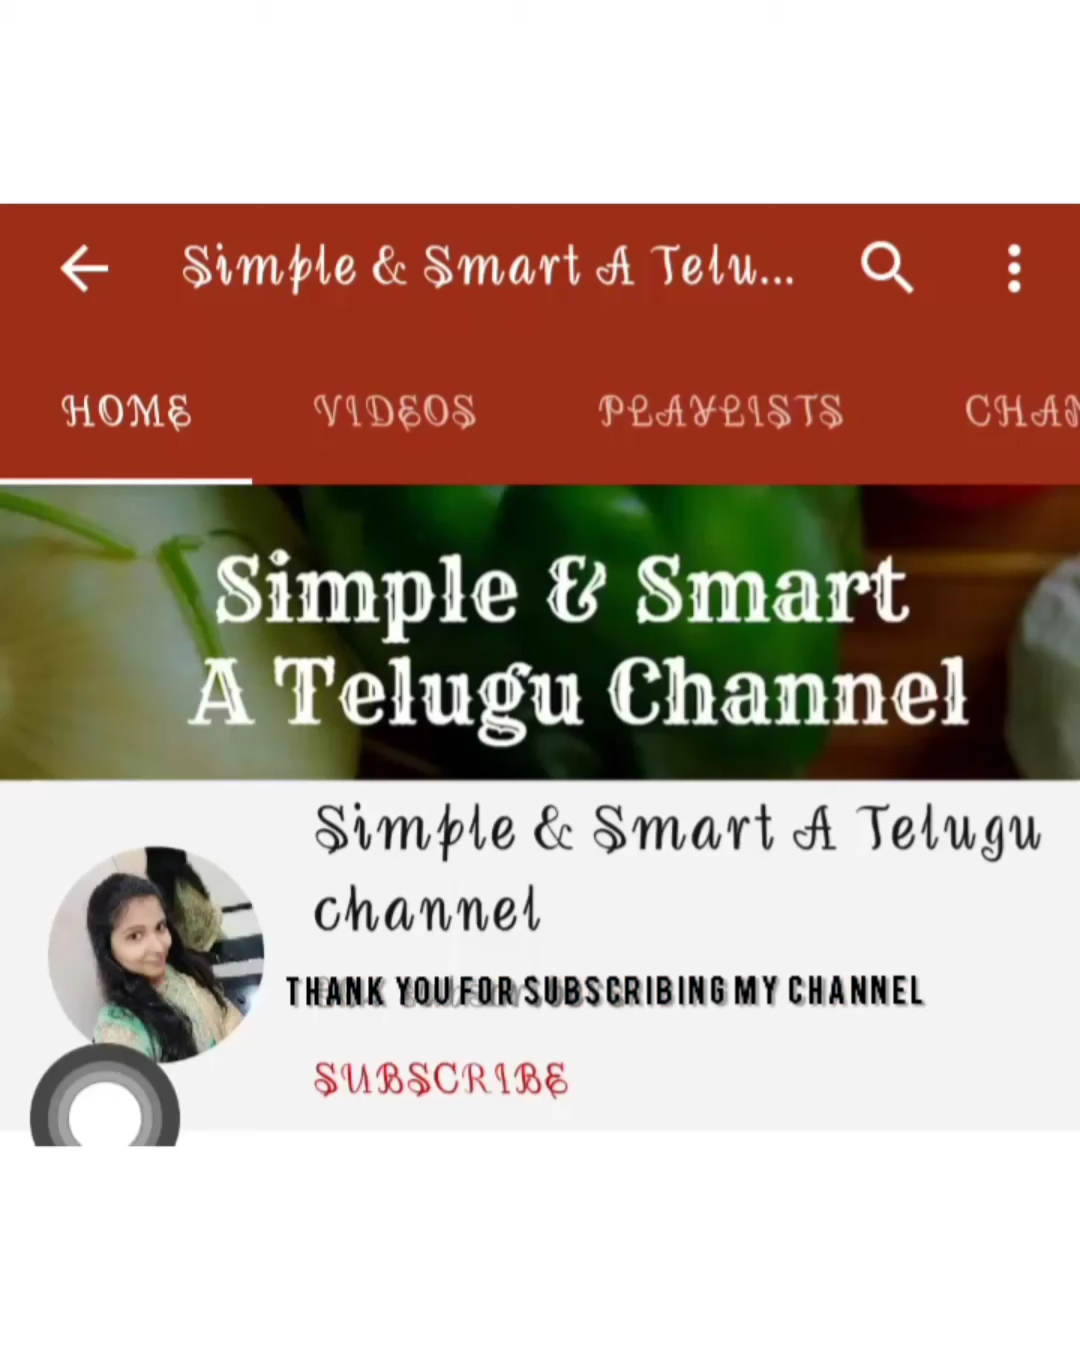 Simple & Smart A Telu...
HOME VIDEOS PLAYLISTS CHAN
Simple & Smart
A Telugu Channel
Simple & Smart A Telugu
channel
THANK YOU FOR SUBSCRIBING MY CHANNEL
SUBSCRIBE